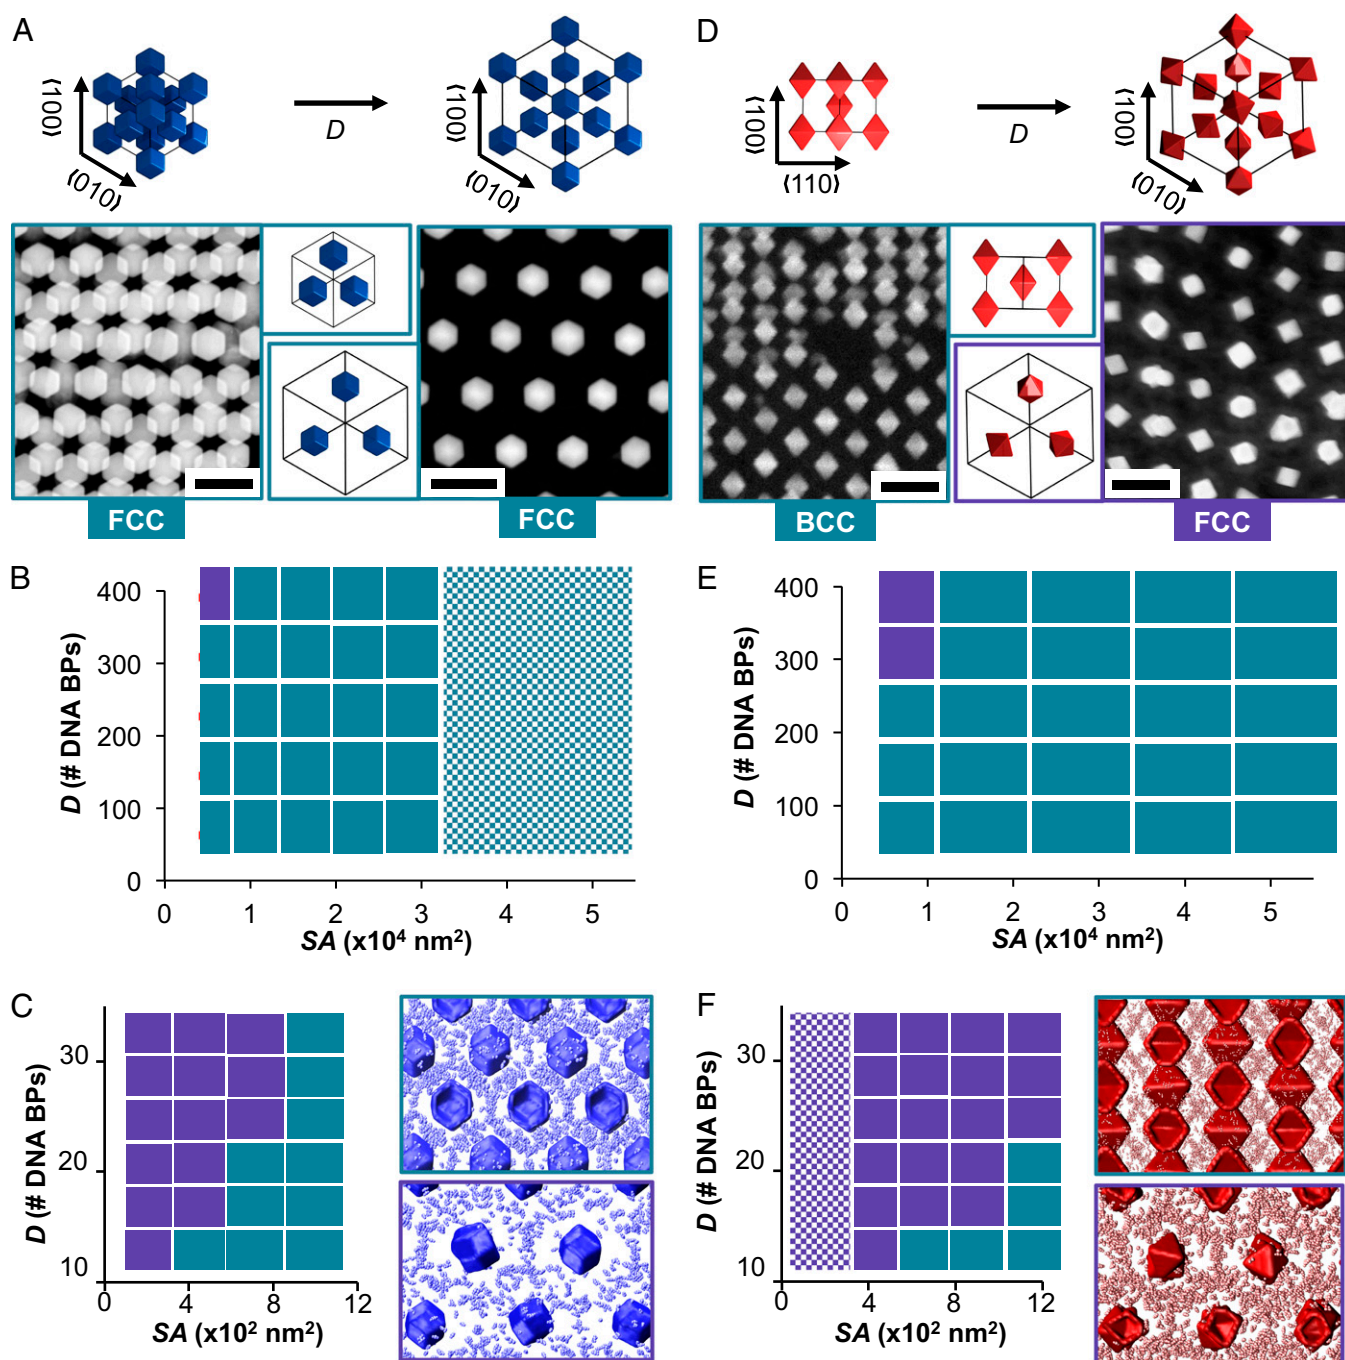 A
⟨100⟩
⟨010⟩
D
⟨100⟩
⟨010⟩
FCC
FCC
D
⟨100⟩
⟨110⟩
D
⟨100⟩
⟨010⟩
BCC
FCC
B
D (# DNA BPs)
400
300
200
100
0
0 1 2 3 4 5
SA (x10⁴ nm²)
E
D (# DNA BPs)
400
300
200
100
0
0 1 2 3 4 5
SA (x10⁴ nm²)
C
D (# DNA BPs)
30
20
10
0 4 8 12
SA (x10² nm²)
F
D (# DNA BPs)
30
20
10
0 4 8 12
SA (x10² nm²)